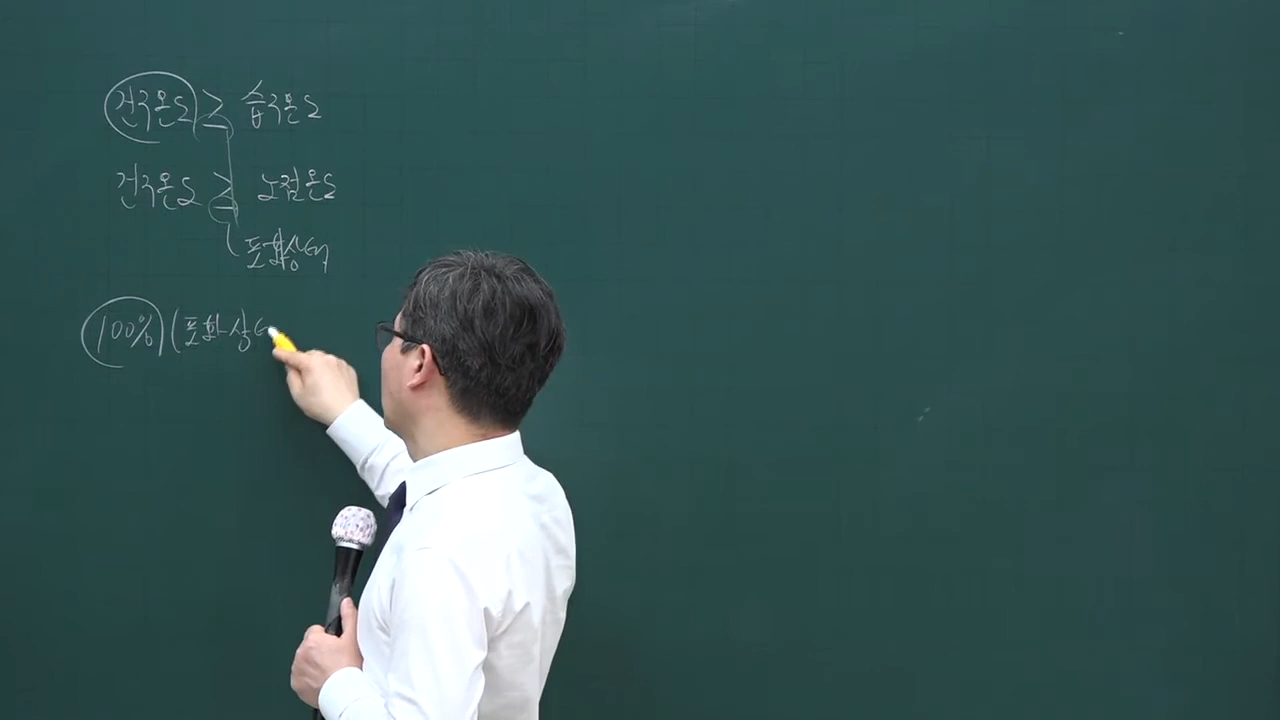 건구온도 ≥ 습구온도
건구온도 ≥ 노점온도
포화상태
100% (포화상